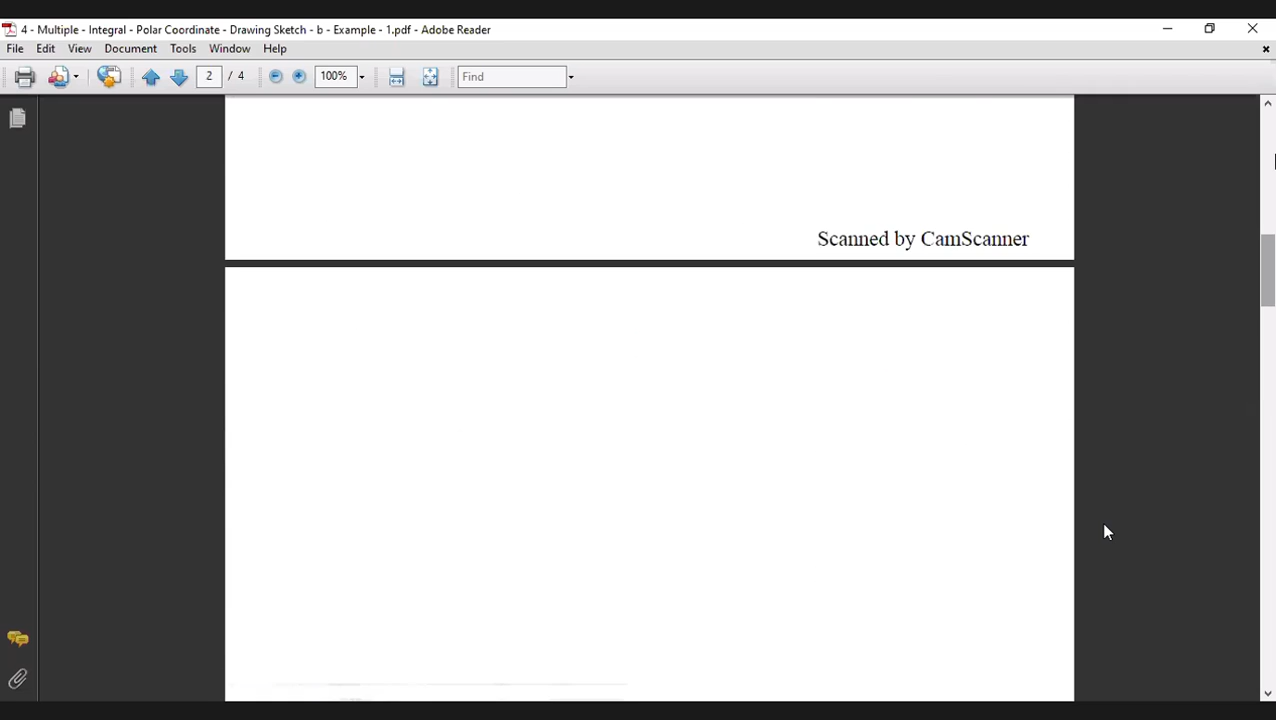 4 - Multiple - Integral - Polar Coordinate - Drawing Sketch - b - Example - 1.pdf - Adobe Reader
File Edit View Document Tools Window Help
2 / 4 100% Find
Scanned by CamScanner